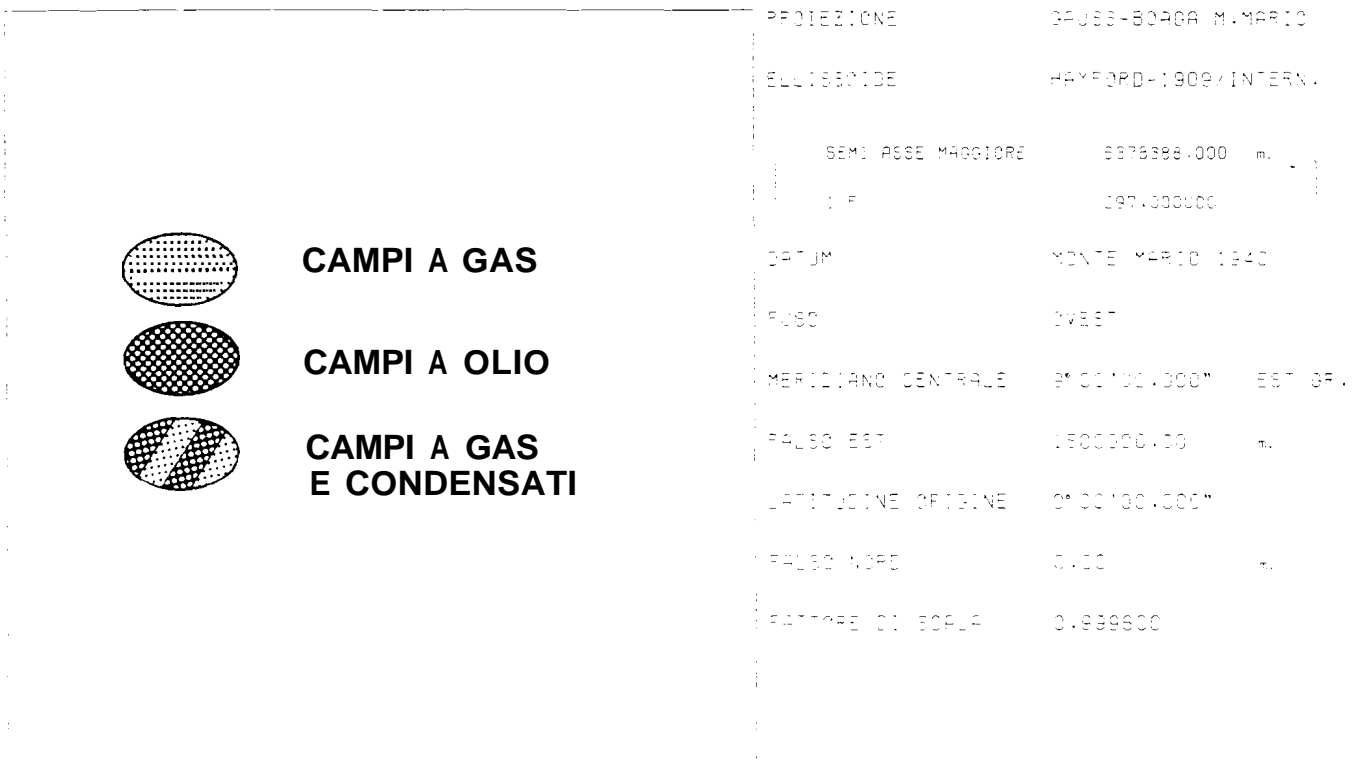 CAMPI A GAS
CAMPI A OLIO
CAMPI A GAS
E CONDENSATI
PROIEZIONE GAUSS-BOAGA M.MARIO
ELLISSOIDE HAYFORD-1909/INTERN.
SEMI ASSE MAGGIORE 6378388.000 m.
DATUM MONTE MARIO 1940
FUSO OVEST
MERIDIANO CENTRALE 9°00'00.000" EST GR.
FALSO EST 1500000.00 m.
LATITUDINE ORIGINE 0°00'00.000"
FALSO NORD 0.00 m.
FATTORE DI SCALA 0.999600